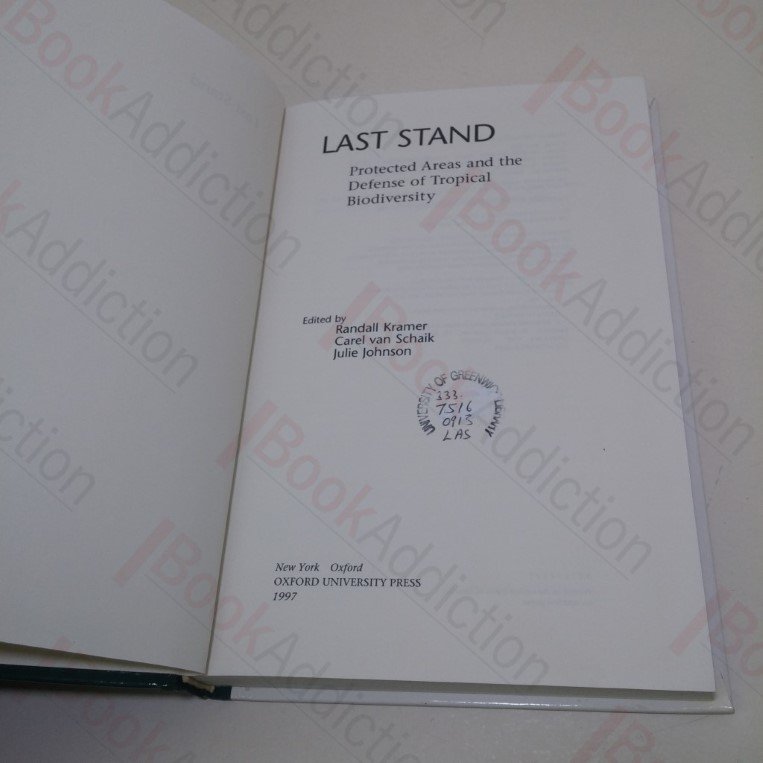 LAST STAND
Protected Areas and the
Defense of Tropical
Biodiversity
Edited by
Randall Kramer
Carel van Schaik
Julie Johnson
UNIVERSITY OF GREENWICH LIBRARY
333.
7516
0913
LAS
New York Oxford
OXFORD UNIVERSITY PRESS
1997
BookAddiction